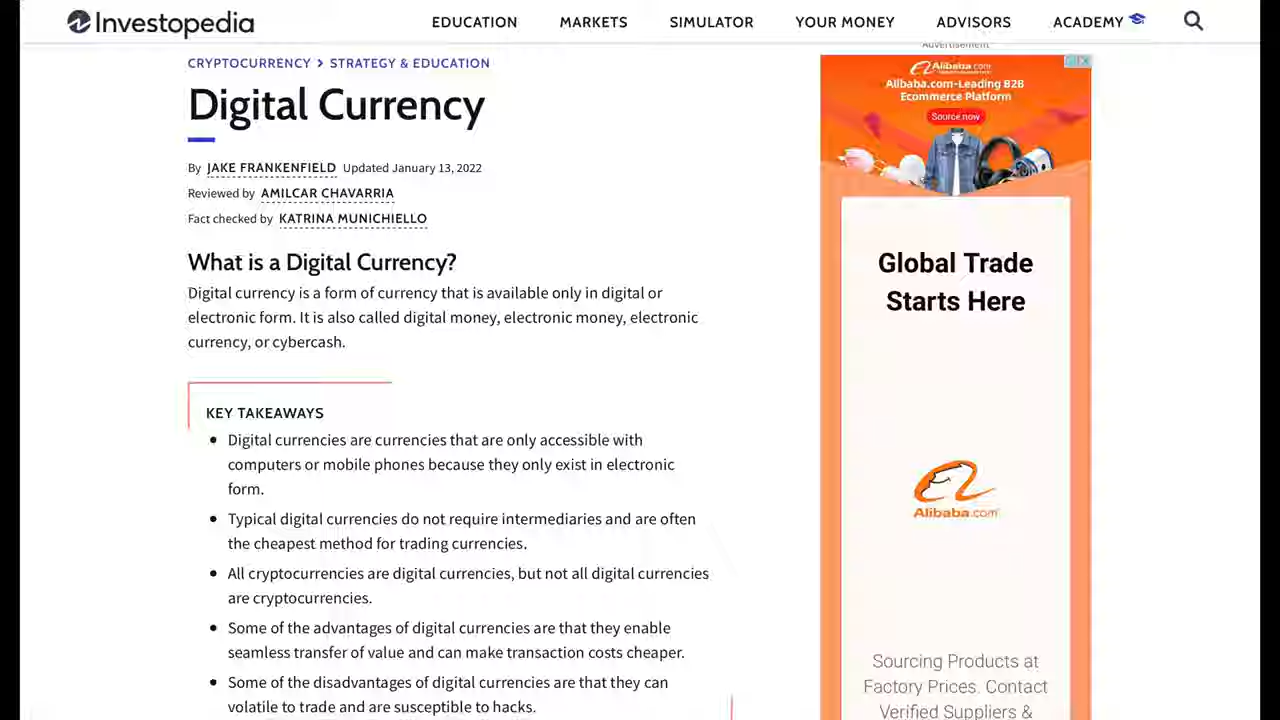 Investopedia
EDUCATION MARKETS SIMULATOR YOUR MONEY ADVISORS ACADEMY
CRYPTOCURRENCY > STRATEGY & EDUCATION
Digital Currency
By JAKE FRANKENFIELD Updated January 13, 2022
Reviewed by AMILCAR CHAVARRIA
Fact checked by KATRINA MUNICHIELLO
What is a Digital Currency?
Digital currency is a form of currency that is available only in digital or
electronic form. It is also called digital money, electronic money, electronic
currency, or cybercash.
KEY TAKEAWAYS
• Digital currencies are currencies that are only accessible with
computers or mobile phones because they only exist in electronic
form.
• Typical digital currencies do not require intermediaries and are often
the cheapest method for trading currencies.
• All cryptocurrencies are digital currencies, but not all digital currencies
are cryptocurrencies.
• Some of the advantages of digital currencies are that they enable
seamless transfer of value and can make transaction costs cheaper.
• Some of the disadvantages of digital currencies are that they can
volatile to trade and are susceptible to hacks.
Advertisement
Alibaba.com
Alibaba.com-Leading B2B
Ecommerce Platform
Source now
Global Trade
Starts Here
Alibaba.com
Sourcing Products at
Factory Prices. Contact
Verified Suppliers &